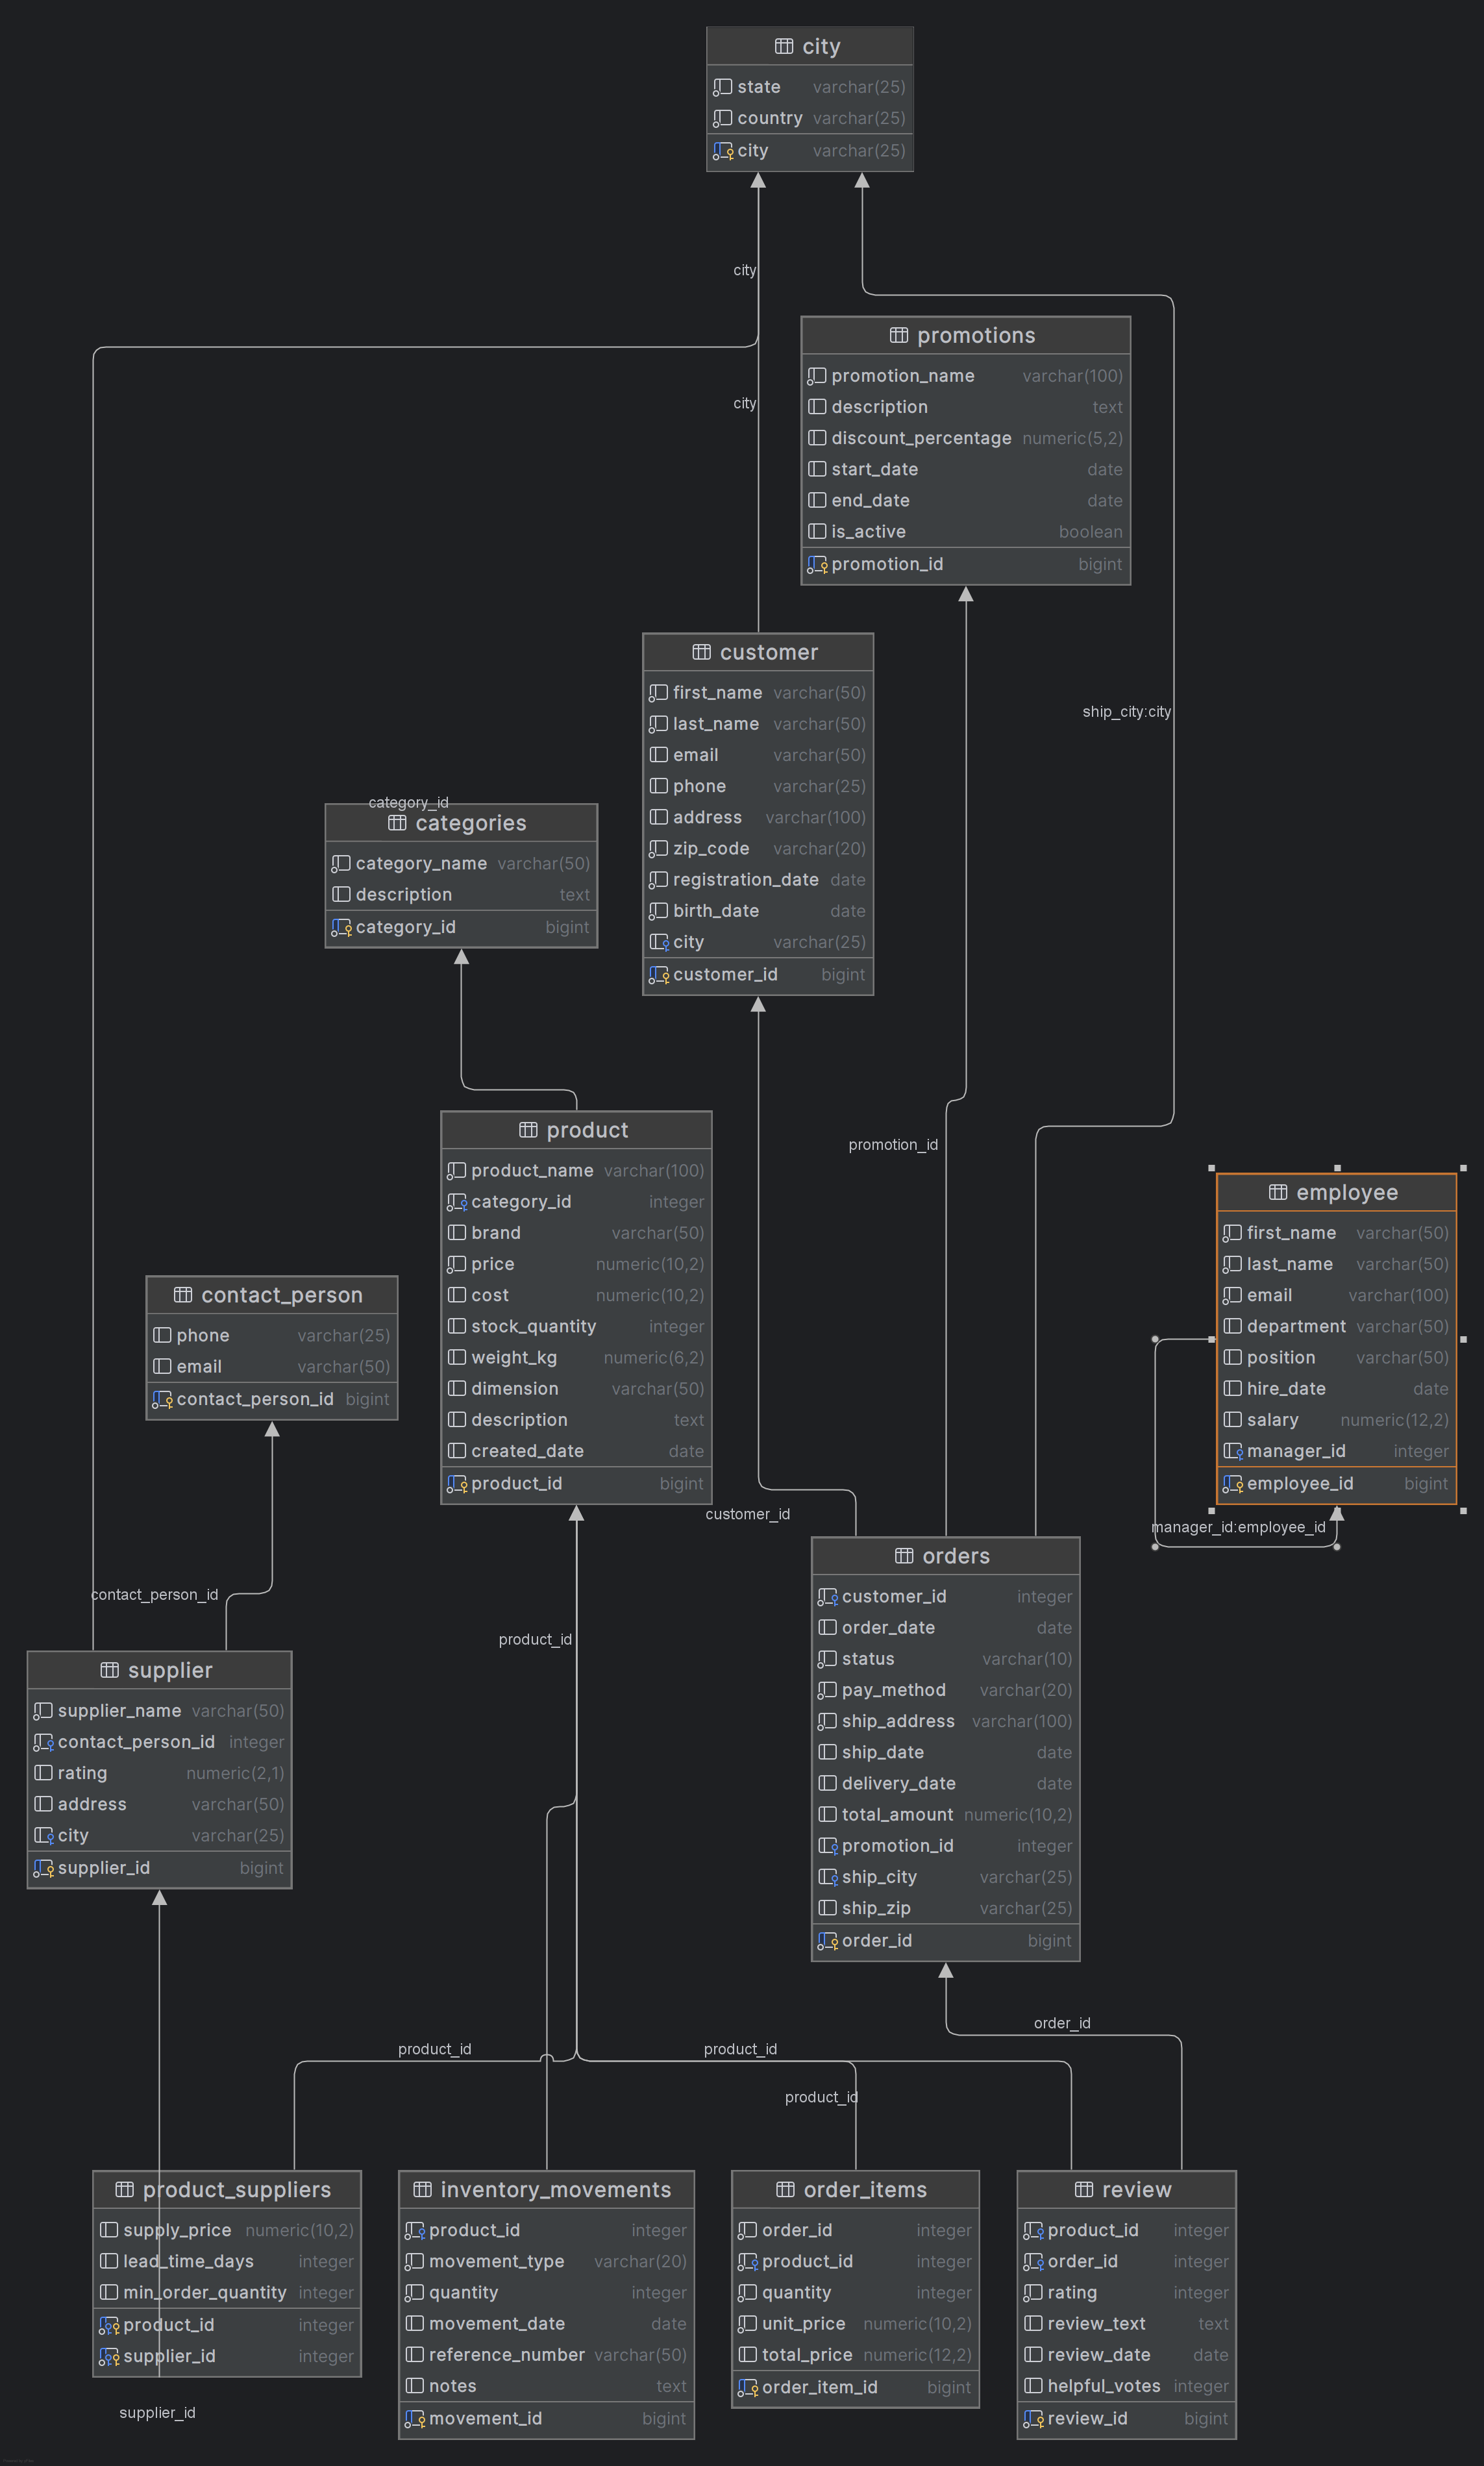 city
state varchar(25)
country varchar(25)
city varchar(25)
city
promotions
promotion_name varchar(100)
description text
discount_percentage numeric(5,2)
start_date date
end_date date
is_active boolean
promotion_id bigint
city
customer
first_name varchar(50)
last_name varchar(50)
email varchar(50)
phone varchar(25)
address varchar(100)
zip_code varchar(20)
registration_date date
birth_date date
city varchar(25)
customer_id bigint
ship_city:city
category_id
categories
category_name varchar(50)
description text
category_id bigint
product
product_name varchar(100)
category_id integer
brand varchar(50)
price numeric(10,2)
cost numeric(10,2)
stock_quantity integer
weight_kg numeric(6,2)
dimension varchar(50)
description text
created_date date
product_id bigint
promotion_id
employee
first_name varchar(50)
last_name varchar(50)
email varchar(100)
department varchar(50)
position varchar(50)
hire_date date
salary numeric(12,2)
manager_id integer
employee_id bigint
manager_id:employee_id
contact_person
phone varchar(25)
email varchar(50)
contact_person_id bigint
customer_id
orders
customer_id integer
order_date date
status varchar(10)
pay_method varchar(20)
ship_address varchar(100)
ship_date date
delivery_date date
total_amount numeric(10,2)
promotion_id integer
ship_city varchar(25)
ship_zip varchar(25)
order_id bigint
contact_person_id
product_id
supplier
supplier_name varchar(50)
contact_person_id integer
rating numeric(2,1)
address varchar(50)
city varchar(25)
supplier_id bigint
order_id
product_id
product_id
product_id
product_suppliers
supply_price numeric(10,2)
lead_time_days integer
min_order_quantity integer
product_id integer
supplier_id integer
supplier_id
inventory_movements
product_id integer
movement_type varchar(20)
quantity integer
movement_date date
reference_number varchar(50)
notes text
movement_id bigint
order_items
order_id integer
product_id integer
quantity integer
unit_price numeric(10,2)
total_price numeric(12,2)
order_item_id bigint
review
product_id integer
order_id integer
rating integer
review_text text
review_date date
helpful_votes integer
review_id bigint